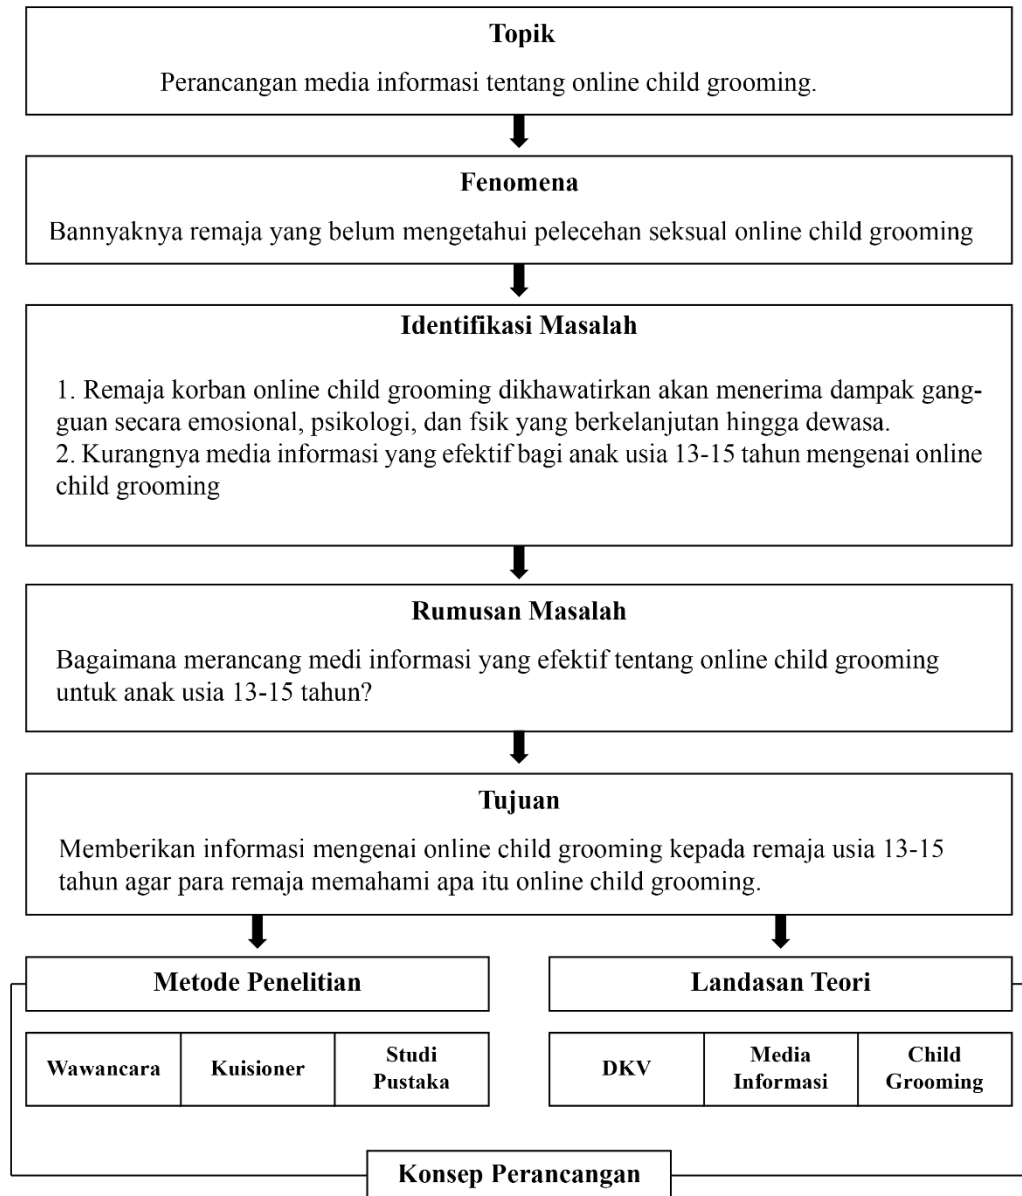 Topik
Perancangan media informasi tentang online child grooming.
Fenomena
Bannyaknya remaja yang belum mengetahui pelecehan seksual online child grooming
Identifikasi Masalah
1. Remaja korban online child grooming dikhawatirkan akan menerima dampak gang-
guan secara emosional, psikologi, dan fsik yang berkelanjutan hingga dewasa.
2. Kurangnya media informasi yang efektif bagi anak usia 13-15 tahun mengenai online
child grooming
Rumusan Masalah
Bagaimana merancang medi informasi yang efektif tentang online child grooming
untuk anak usia 13-15 tahun?
Tujuan
Memberikan informasi mengenai online child grooming kepada remaja usia 13-15
tahun agar para remaja memahami apa itu online child grooming.
Metode Penelitian
Wawancara
Kuisioner
Studi
Pustaka
Landasan Teori
DKV
Media
Informasi
Child
Grooming
Konsep Perancangan